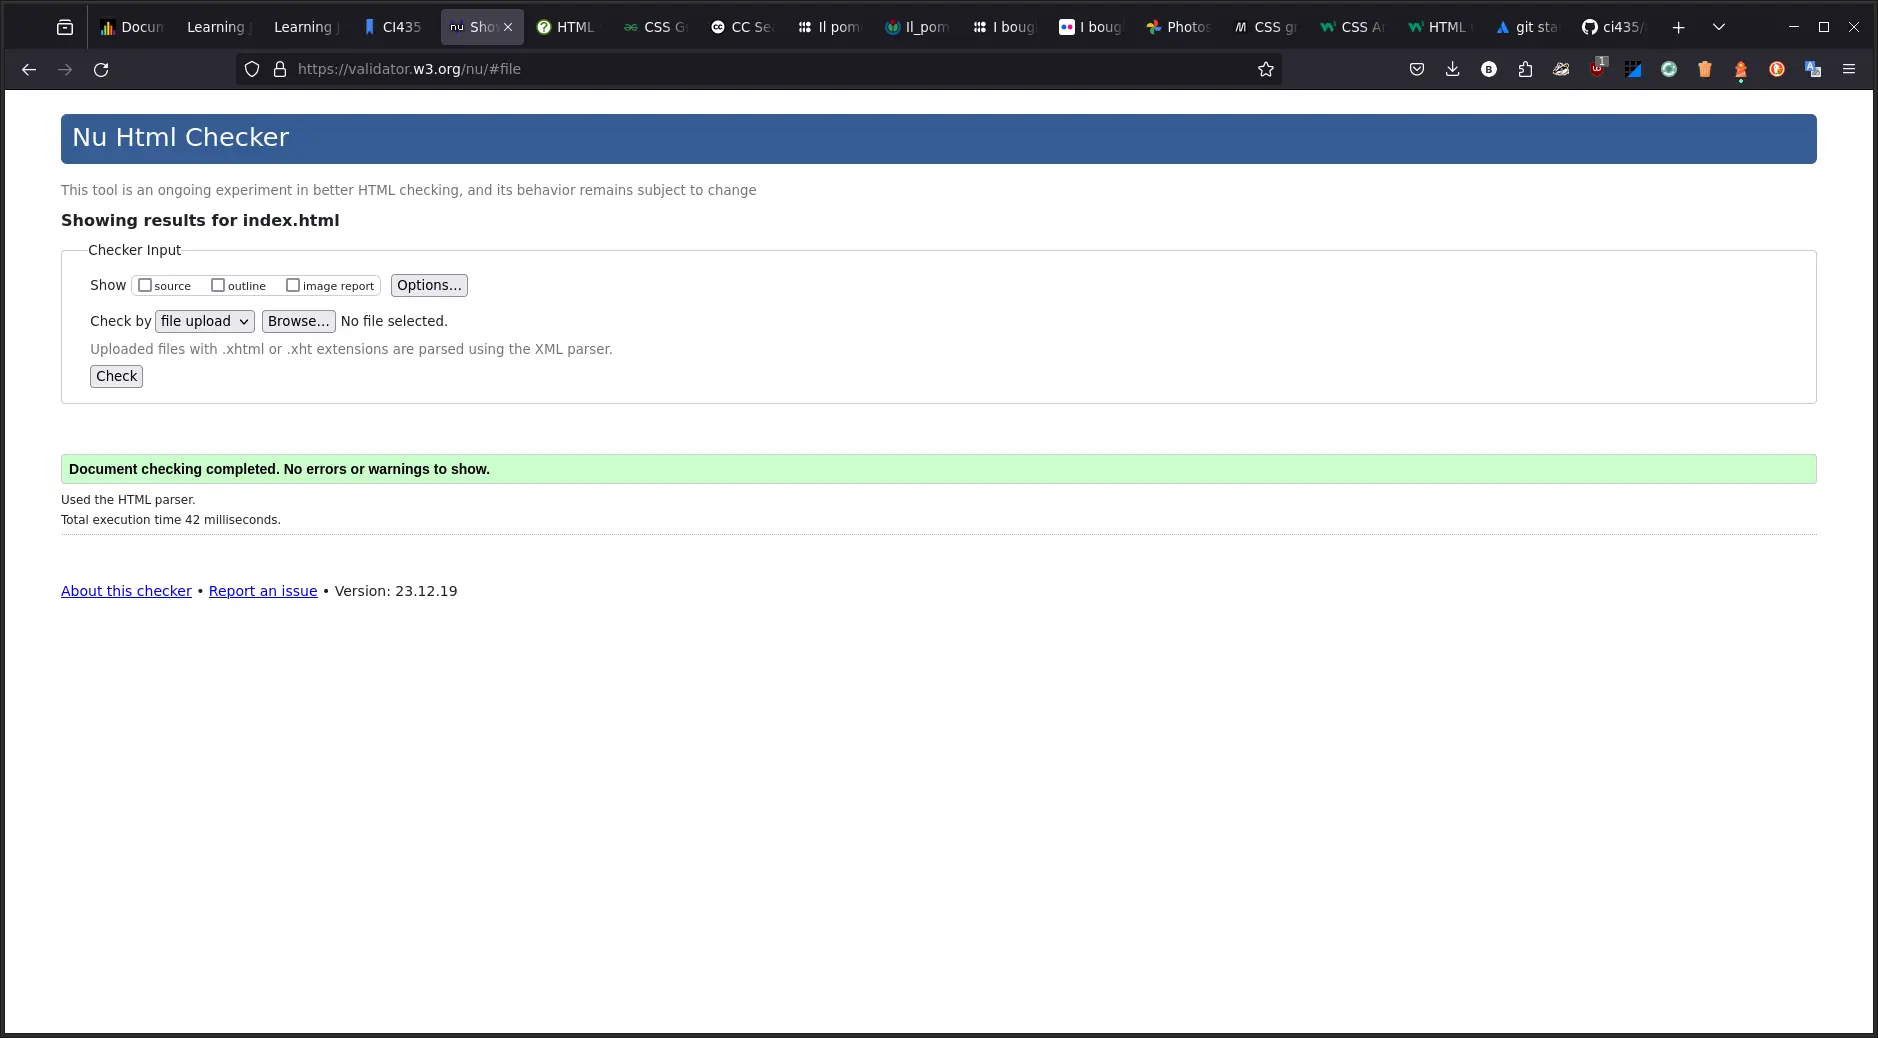 Docum Learning Learning CI435 nu Show HTML CSS G CC Sea Il pom Il_pom I boug I boug Photos CSS gr CSS A HTML git sta ci435/
https://validator.w3.org/nu/#file
Nu Html Checker
This tool is an ongoing experiment in better HTML checking, and its behavior remains subject to change
Showing results for index.html
Checker Input
Show source outline image report Options...
Check by file upload Browse... No file selected.
Uploaded files with .xhtml or .xht extensions are parsed using the XML parser.
Check
Document checking completed. No errors or warnings to show.
Used the HTML parser.
Total execution time 42 milliseconds.
About this checker • Report an issue • Version: 23.12.19